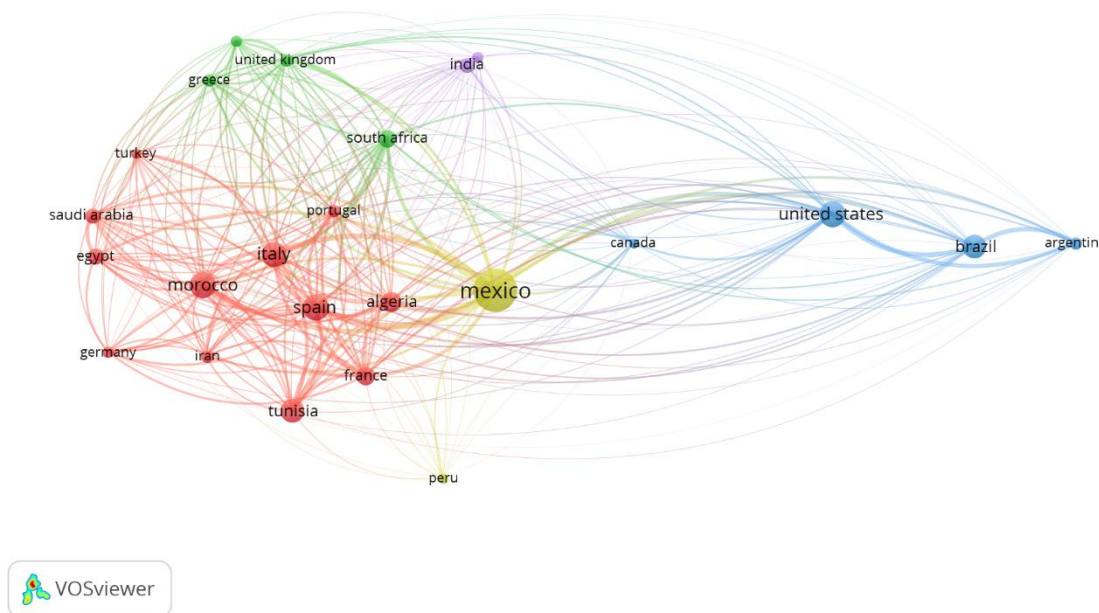 united kingdom
india
greece
south africa
turkey
portugal
saudi arabia
united states
canada
brazil
argentin
italy
egypt
morocco
mexico
spain
algeria
germany
iran
france
tunisia
peru
VOSviewer